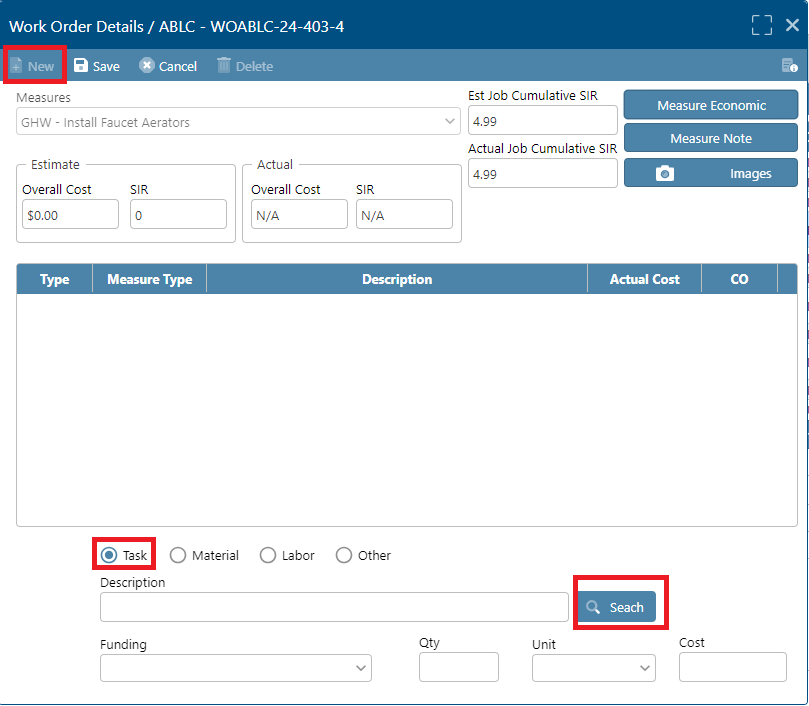 Work Order Details / ABLC - WOABLC-24-403-4
New Save Cancel Delete
Measures
GHW - Install Faucet Aerators
Est Job Cumulative SIR
4.99
Actual Job Cumulative SIR
4.99
Measure Economic
Measure Note
Images
Estimate
Overall Cost SIR
$0.00 0
Actual
Overall Cost SIR
N/A N/A
Type Measure Type Description Actual Cost CO
Task Material Labor Other
Description
Seach
Funding Qty Unit Cost